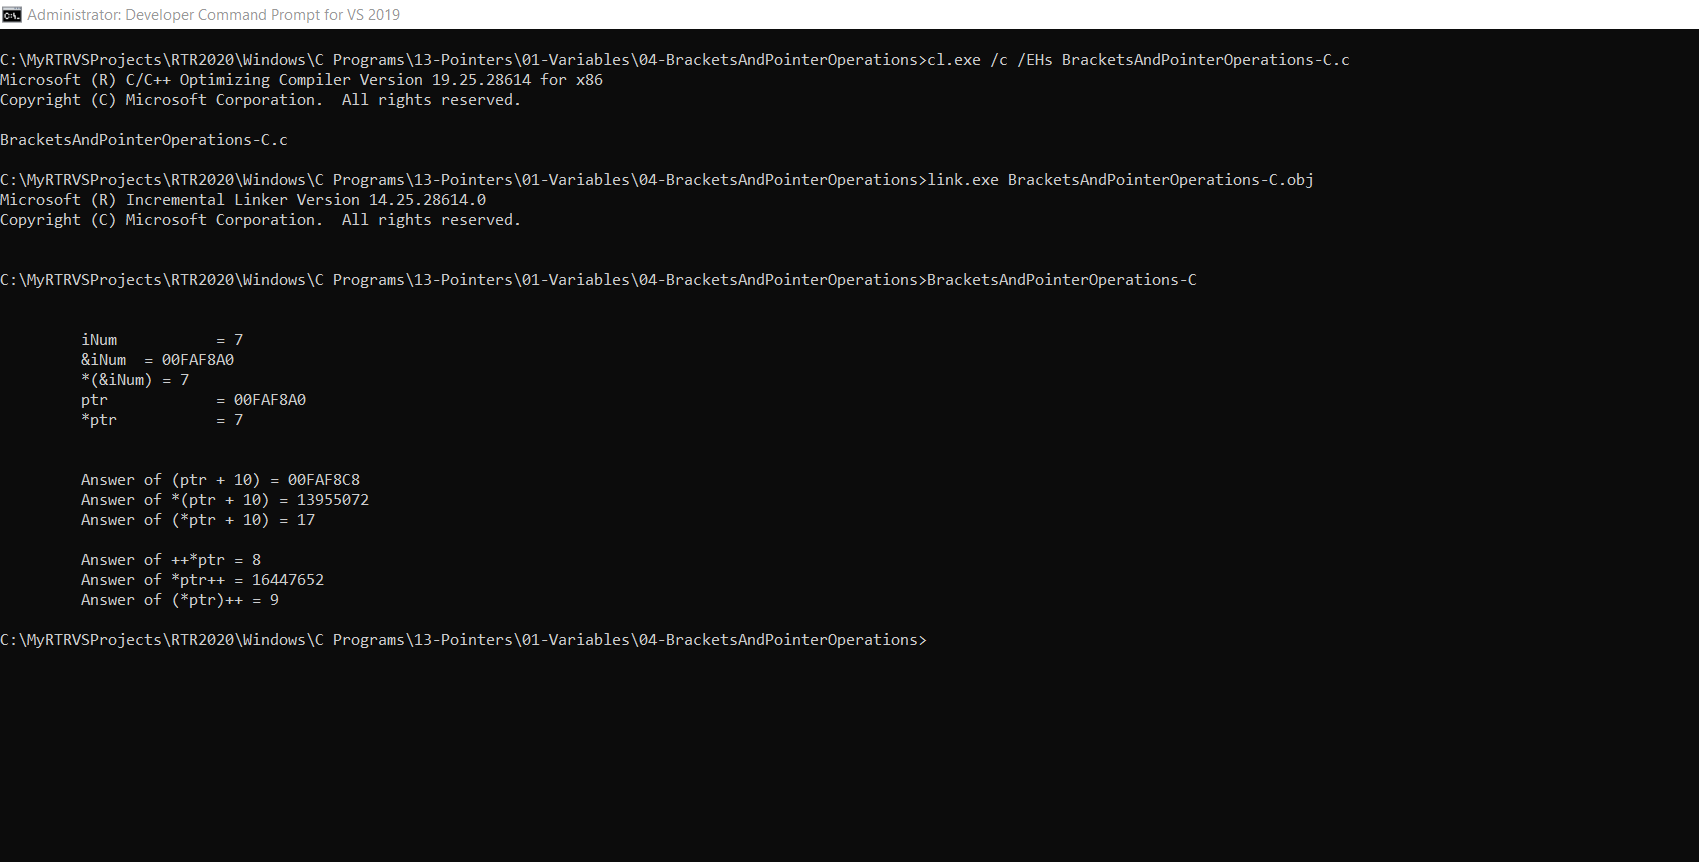 Administrator: Developer Command Prompt for VS 2019
C:\MyRTRVSProjects\RTR2020\Windows\C Programs\13-Pointers\01-Variables\04-BracketsAndPointerOperations>cl.exe /c /EHs BracketsAndPointerOperations-C.c
Microsoft (R) C/C++ Optimizing Compiler Version 19.25.28614 for x86
Copyright (C) Microsoft Corporation.  All rights reserved.
BracketsAndPointerOperations-C.c
C:\MyRTRVSProjects\RTR2020\Windows\C Programs\13-Pointers\01-Variables\04-BracketsAndPointerOperations>link.exe BracketsAndPointerOperations-C.obj
Microsoft (R) Incremental Linker Version 14.25.28614.0
Copyright (C) Microsoft Corporation.  All rights reserved.
C:\MyRTRVSProjects\RTR2020\Windows\C Programs\13-Pointers\01-Variables\04-BracketsAndPointerOperations>BracketsAndPointerOperations-C
iNum           = 7
&iNum  = 00FAF8A0
*(&iNum) = 7
ptr            = 00FAF8A0
*ptr           = 7
Answer of (ptr + 10) = 00FAF8C8
Answer of *(ptr + 10) = 13955072
Answer of (*ptr + 10) = 17
Answer of ++*ptr = 8
Answer of *ptr++ = 16447652
Answer of (*ptr)++ = 9
C:\MyRTRVSProjects\RTR2020\Windows\C Programs\13-Pointers\01-Variables\04-BracketsAndPointerOperations>